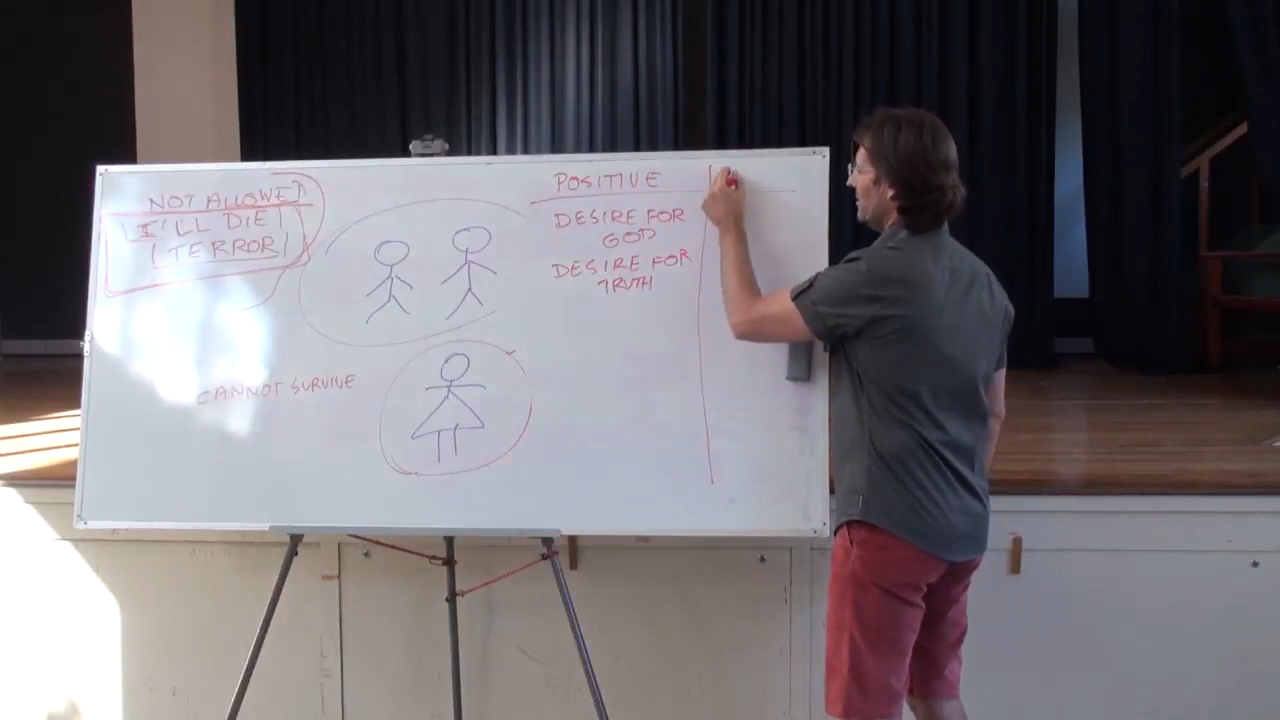 NOT ALLOWED
I'LL DIE
TERROR
CANNOT SURVIVE
POSITIVE
DESIRE FOR
GOD
DESIRE FOR
TRUTH